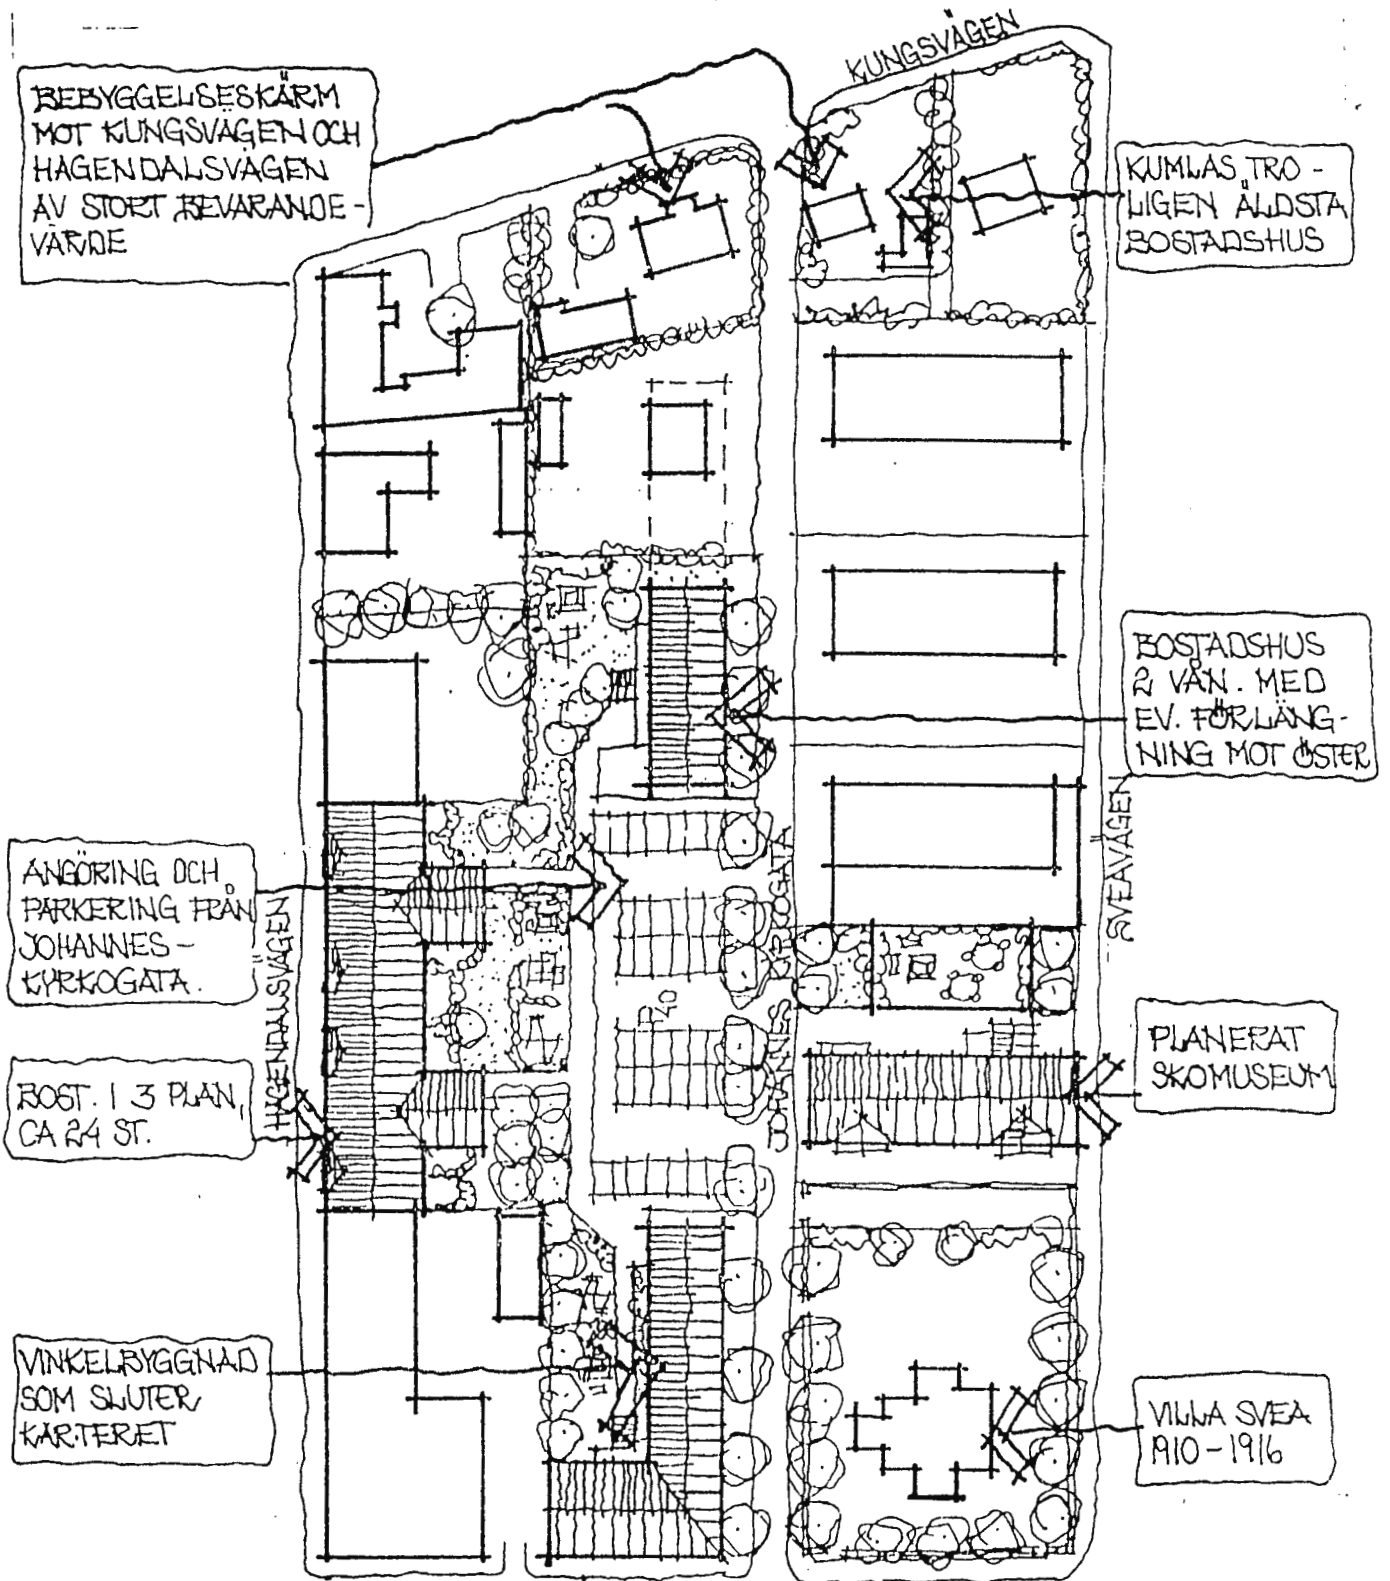 KUNGSVÄGEN
BEBYGGELSESKÄRM
MOT KUNGSVÄGEN OCH
HAGENDALSVÄGEN
AV STORT BEVARANDE-
VÄRDE
KUMLAS TRO-
LIGEN ÄLDSTA
BOSTADSHUS
BOSTADSHUS
2 VÅN. MED
EV. FÖRLÄNG-
NING MOT ÖSTER
SVEAVÄGEN
ANGÖRING OCH
PARKERING FRÅN
JOHANNES-
KYRKOGATA.
HAGENDALSVÄGEN
JOHANNES KYRKOGATA
P40
PLANERAT
SKOMUSEUM
BOST. I 3 PLAN,
CA 24 ST.
VINKELBYGGNAD
SOM SLUTER
KARTERET
VILLA SVEA
1910-1916